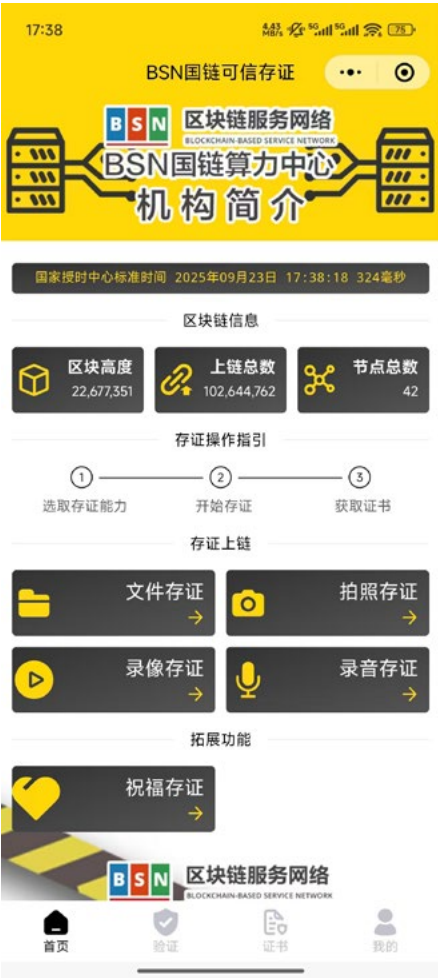 17:38
4.43 MB/s 5G 5G 75
BSN国链可信存证
BSN 区块链服务网络
BLOCKCHAIN-BASED SERVICE NETWORK
BSN国链算力中心
机构简介
国家授时中心标准时间 2025年09月23日 17:38:18 324毫秒
区块链信息
区块高度
22,677,351
上链总数
102,644,762
节点总数
42
存证操作指引
1
2
3
选取存证能力
开始存证
获取证书
存证上链
文件存证
拍照存证
录像存证
录音存证
拓展功能
祝福存证
BSN 区块链服务网络
BLOCKCHAIN-BASED SERVICE NETWORK
首页
验证
证书
我的